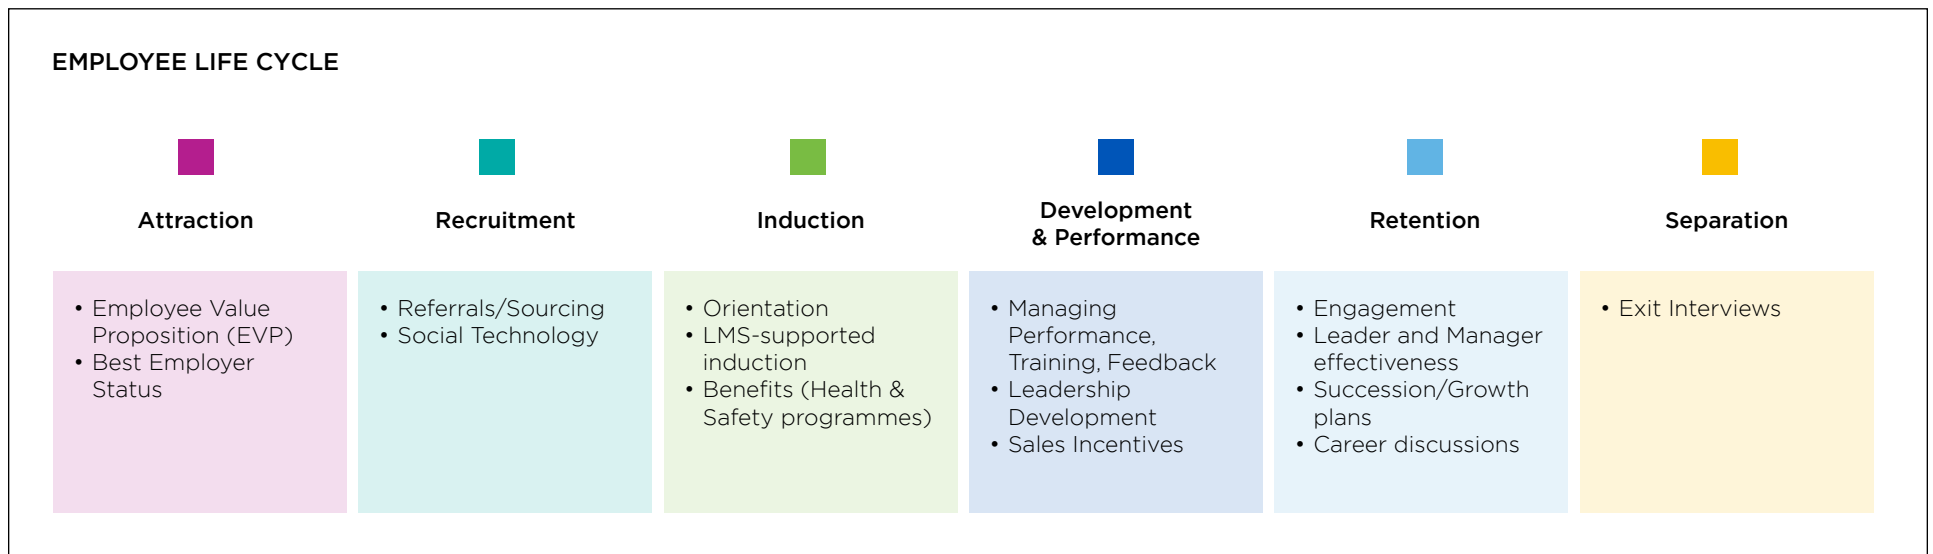 EMPLOYEE LIFE CYCLE
Attraction
• Employee Value
Proposition (EVP)
• Best Employer
Status
Recruitment
• Referrals/Sourcing
• Social Technology
Induction
• Orientation
• LMS-supported
induction
• Benefits (Health &
Safety programmes)
Development
& Performance
• Managing
Performance,
Training, Feedback
• Leadership
Development
• Sales Incentives
Retention
• Engagement
• Leader and Manager
effectiveness
• Succession/Growth
plans
• Career discussions
Separation
• Exit Interviews